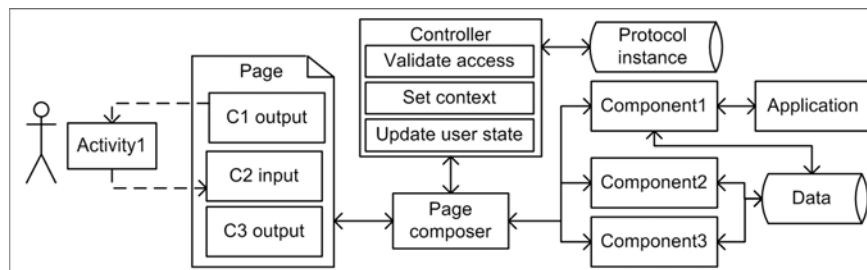 Page
C1 output
C2 input
C3 output
Activity1
Controller
Validate access
Set context
Update user state
Page
composer
Protocol
instance
Component1
Component2
Component3
Application
Data